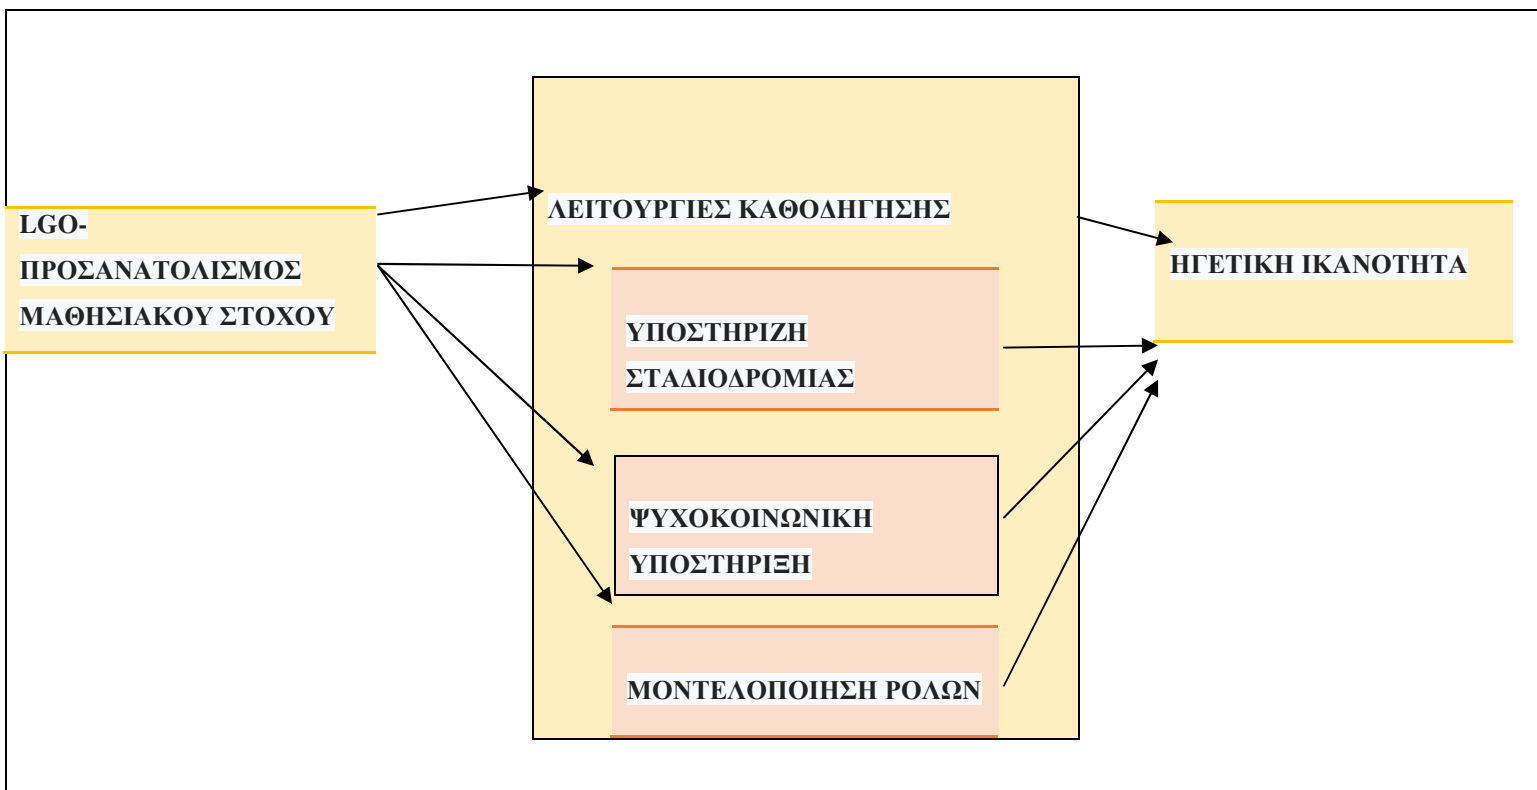 LGO-
ΠΡΟΣΑΝΑΤΟΛΙΣΜΟΣ
ΜΑΘΗΣΙΑΚΟΥ ΣΤΟΧΟΥ
ΛΕΙΤΟΥΡΓΙΕΣ ΚΑΘΟΔΗΓΗΣΗΣ
ΥΠΟΣΤΗΡΙΖΗ
ΣΤΑΔΙΟΔΡΟΜΙΑΣ
ΨΥΧΟΚΟΙΝΩΝΙΚΗ
ΥΠΟΣΤΗΡΙΞΗ
ΜΟΝΤΕΛΟΠΟΙΗΣΗ ΡΟΛΩΝ
ΗΓΕΤΙΚΗ ΙΚΑΝΟΤΗΤΑ